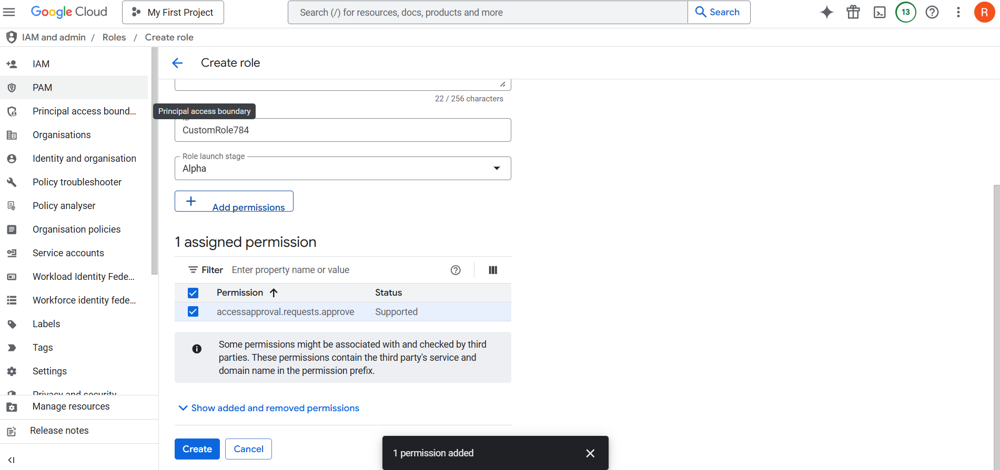 Google Cloud
My First Project
Search (/) for resources, docs, products and more
Search
13
R
IAM and admin / Roles / Create role
IAM
PAM
Principal access bound...
Organisations
Identity and organisation
Policy troubleshooter
Policy analyser
Organisation policies
Service accounts
Workload Identity Fede...
Workforce identity fede...
Labels
Tags
Settings
Privacy and security
Manage resources
Release notes
Create role
22 / 256 characters
Principal access boundary
ID
CustomRole784
Role launch stage
Alpha
Add permissions
1 assigned permission
Filter Enter property name or value
Permission Status
accessapproval.requests.approve Supported
Some permissions might be associated with and checked by third
parties. These permissions contain the third party's service and
domain name in the permission prefix.
Show added and removed permissions
Create
Cancel
1 permission added